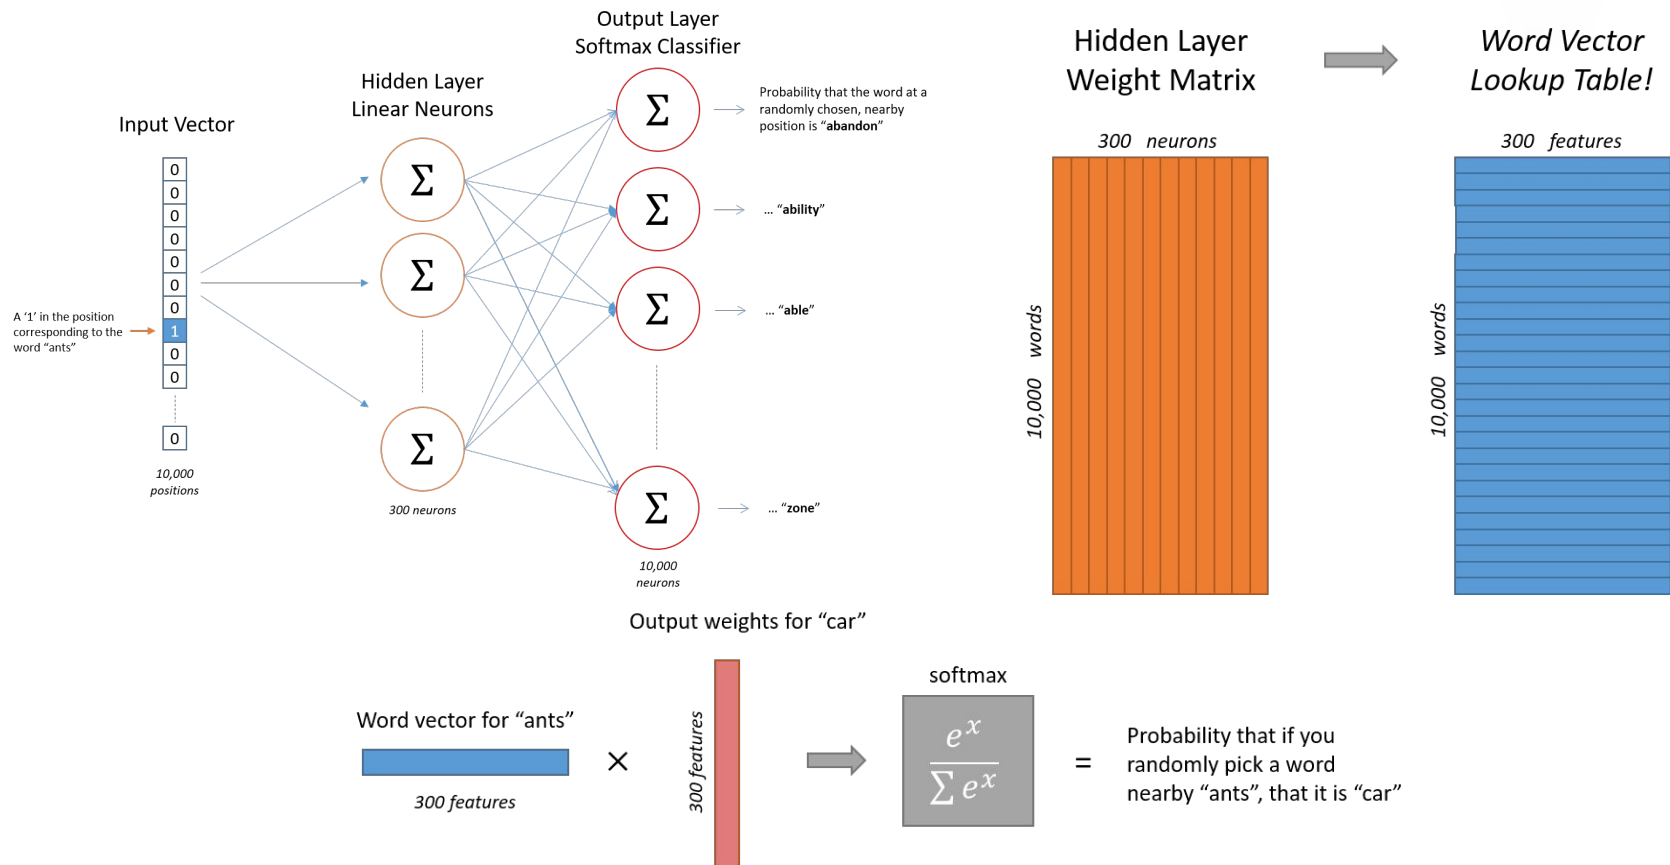 Input Vector
0
0
0
0
0
0
0
1
0
0
0
A ‘1’ in the position
corresponding to the
word “ants”
10,000
positions
Hidden Layer
Linear Neurons
Σ
Σ
Σ
300 neurons
Output Layer
Softmax Classifier
Σ
Σ
Σ
Σ
10,000
neurons
Probability that the word at a
randomly chosen, nearby
position is “abandon”
... “ability”
... “able”
... “zone”
Hidden Layer
Weight Matrix
300 neurons
10,000 words
Word Vector
Lookup Table!
300 features
10,000 words
Output weights for “car”
Word vector for “ants”
300 features
×
300 features
softmax
e^x
∑ e^x
=
Probability that if you
randomly pick a word
nearby “ants”, that it is “car”